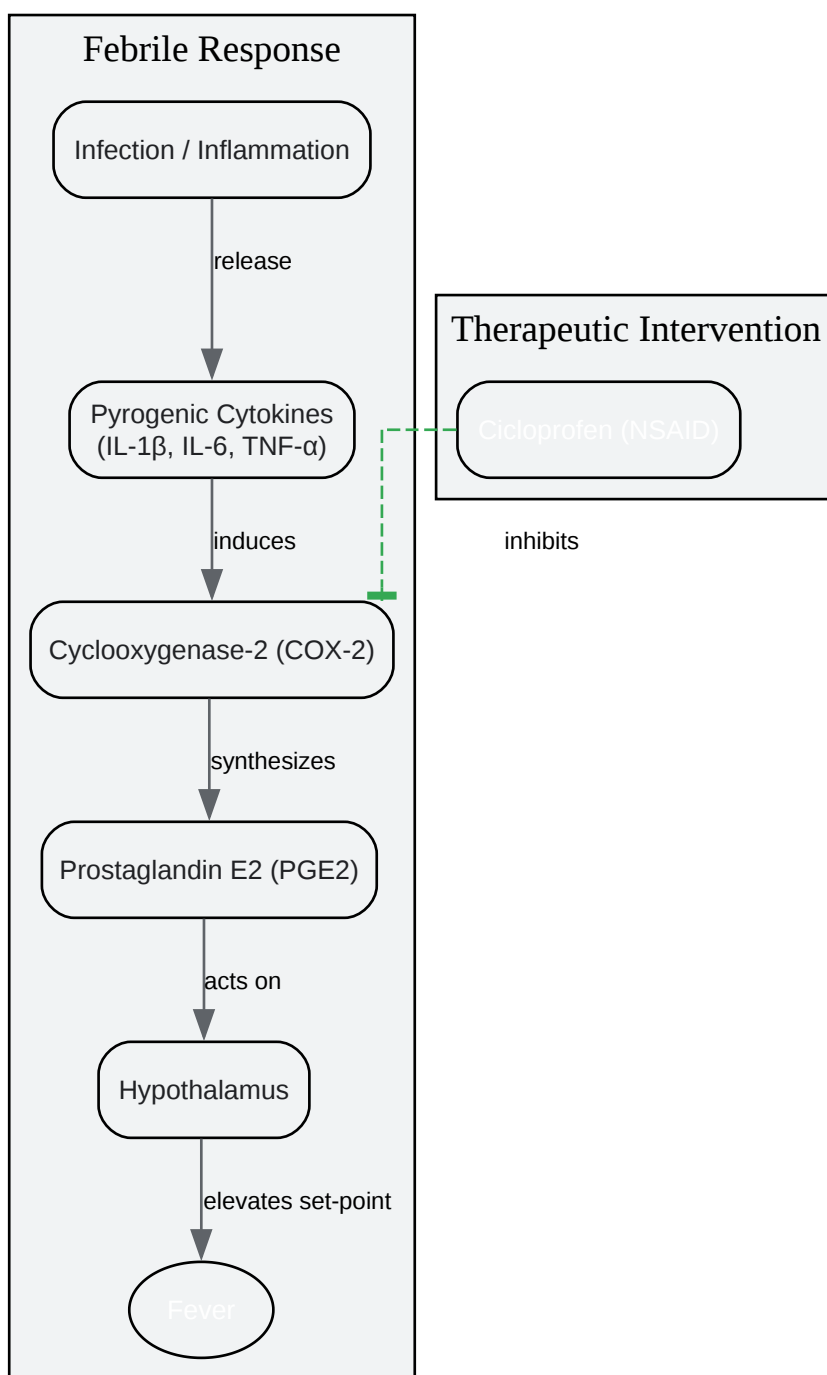 Febrile Response
Infection / Inflammation
release
Therapeutic Intervention
Pyrogenic Cytokines
(IL-1β, IL-6, TNF-α)
Cicloprofen (NSAID)
induces
inhibits
Cyclooxygenase-2 (COX-2)
synthesizes
Prostaglandin E2 (PGE2)
acts on
Hypothalamus
elevates set-point
Fever